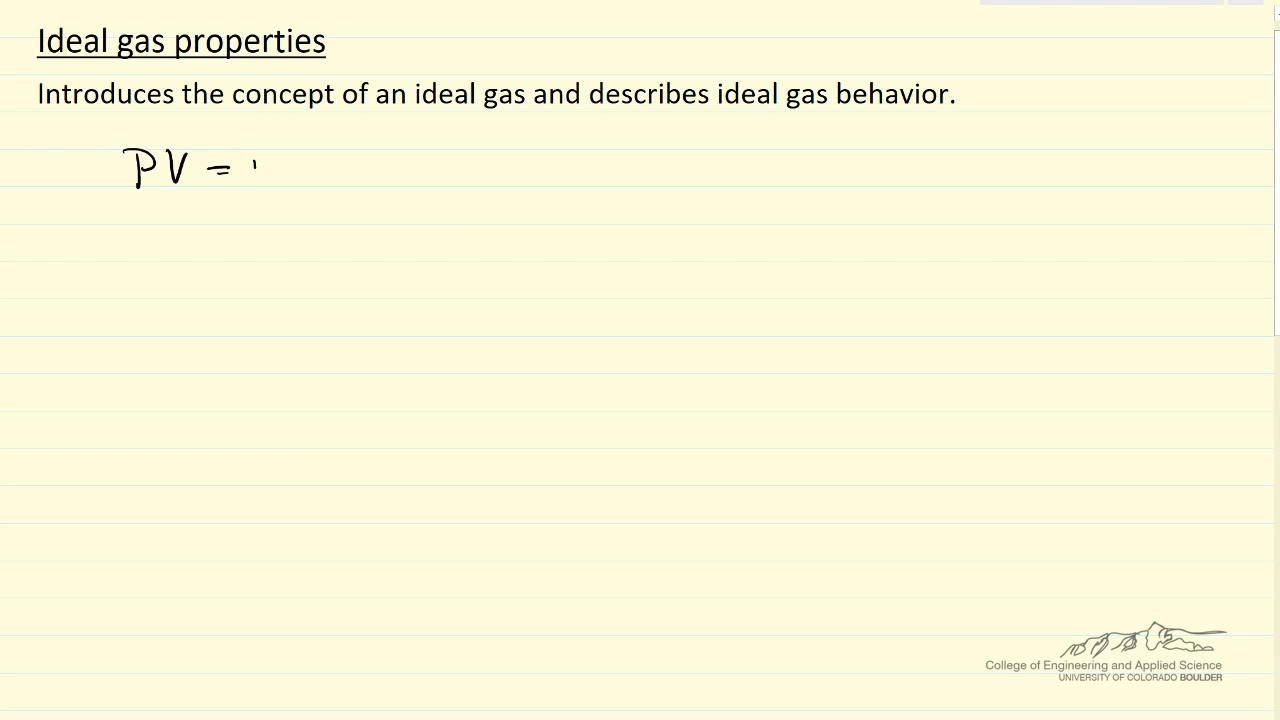 Ideal gas properties
Introduces the concept of an ideal gas and describes ideal gas behavior.
PV =
College of Engineering and Applied Science
UNIVERSITY OF COLORADO BOULDER